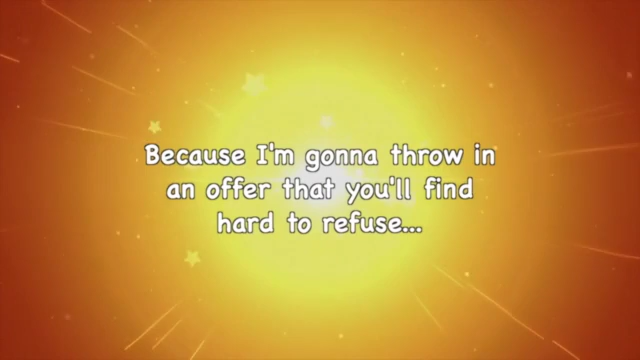 Because I'm gonna throw in
an offer that you'll find
hard to refuse...